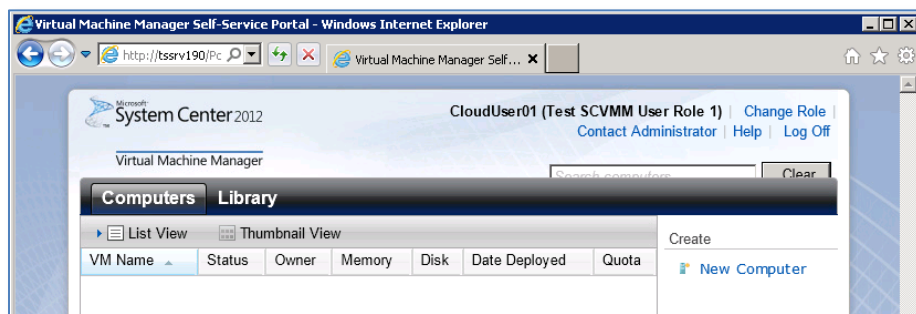 Virtual Machine Manager Self-Service Portal - Windows Internet Explorer
http://tssrv190/Pc
Virtual Machine Manager Self...
Microsoft
System Center 2012
CloudUser01 (Test SCVMM User Role 1) | Change Role |
Contact Administrator | Help | Log Off
Virtual Machine Manager
Search computers
Clear
Computers Library
List View Thumbnail View
Create
VM Name Status Owner Memory Disk Date Deployed Quota
New Computer